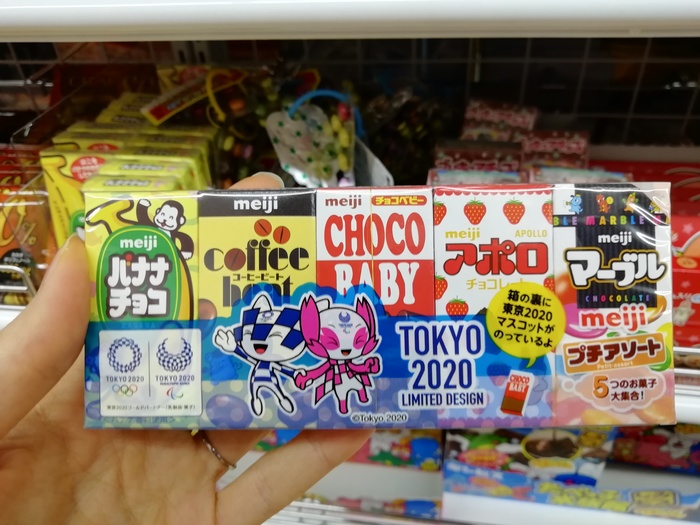 meiji
バナナ
チョコ
meiji
coffee
コーヒービート
beat
meiji
チョコベビー
CHOCO
BABY
meiji
APOLLO
アポロ
チョコレート
BLE MARBLE
meiji
マーブル
CHOCOLATE
TOKYO 2020
TOKYO 2020
TOKYO
2020
LIMITED DESIGN
©Tokyo 2020
箱の裏に
東京2020
マスコットが
のっているよ
CHOCO
BABY
meiji
プチアソート
5つのお菓子
大集合!